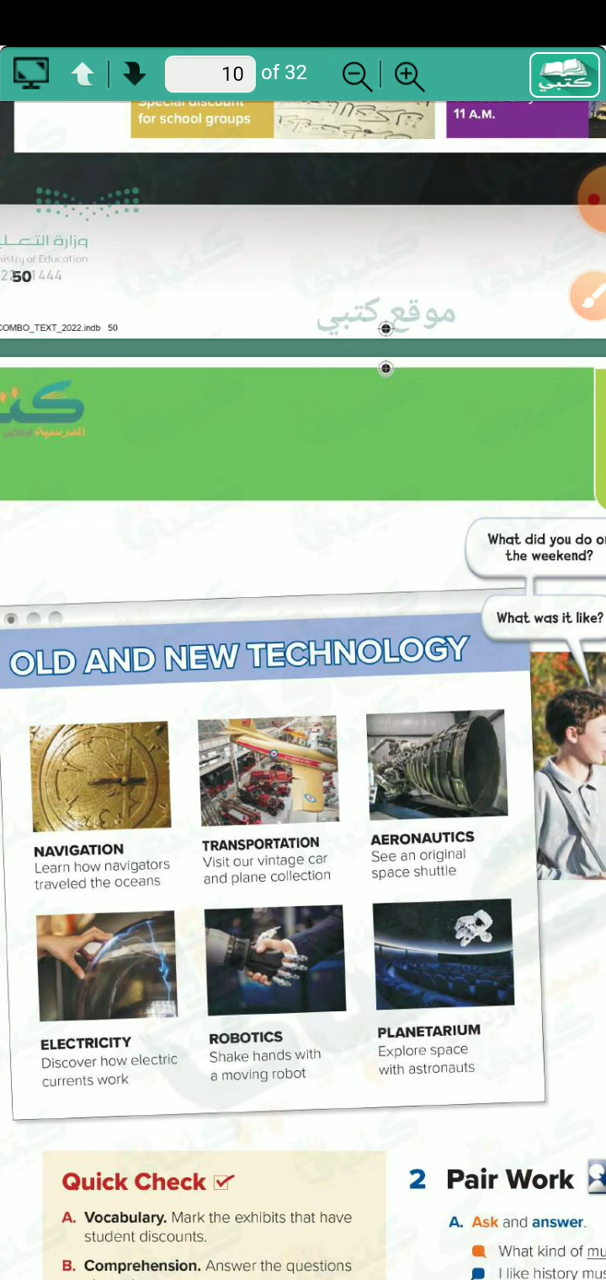 10 of 32
كتبي
Special discount
for school groups
11 A.M.
وزارة التعليم
Ministry of Education
50
1444
COMBO_TEXT_2022.indb 50
موقع كتبي
What did you do
the weekend?
What was it like?
OLD AND NEW TECHNOLOGY
NAVIGATION
Learn how navigators
traveled the oceans
TRANSPORTATION
Visit our vintage car
and plane collection
AERONAUTICS
See an original
space shuttle
ELECTRICITY
Discover how electric
currents work
ROBOTICS
Shake hands with
a moving robot
PLANETARIUM
Explore space
with astronauts
Quick Check
A. Vocabulary. Mark the exhibits that have
student discounts.
B. Comprehension. Answer the questions
2 Pair Work
A. Ask and answer.
What kind of mu
I like history mus